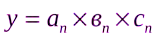 y = aₙ × вₙ × cₙ